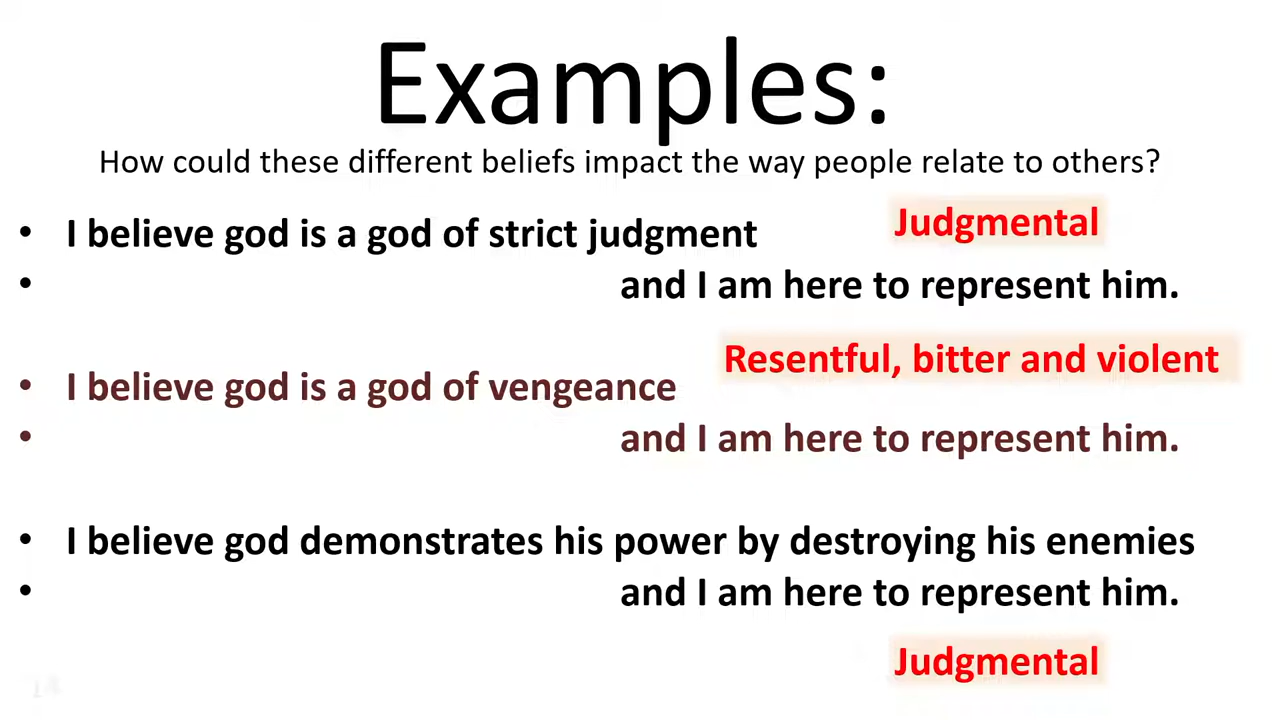 Examples:
How could these different beliefs impact the way people relate to others?
• I believe god is a god of strict judgment
Judgmental
• and I am here to represent him.
Resentful, bitter and violent
• I believe god is a god of vengeance
• and I am here to represent him.
• I believe god demonstrates his power by destroying his enemies
• and I am here to represent him.
Judgmental